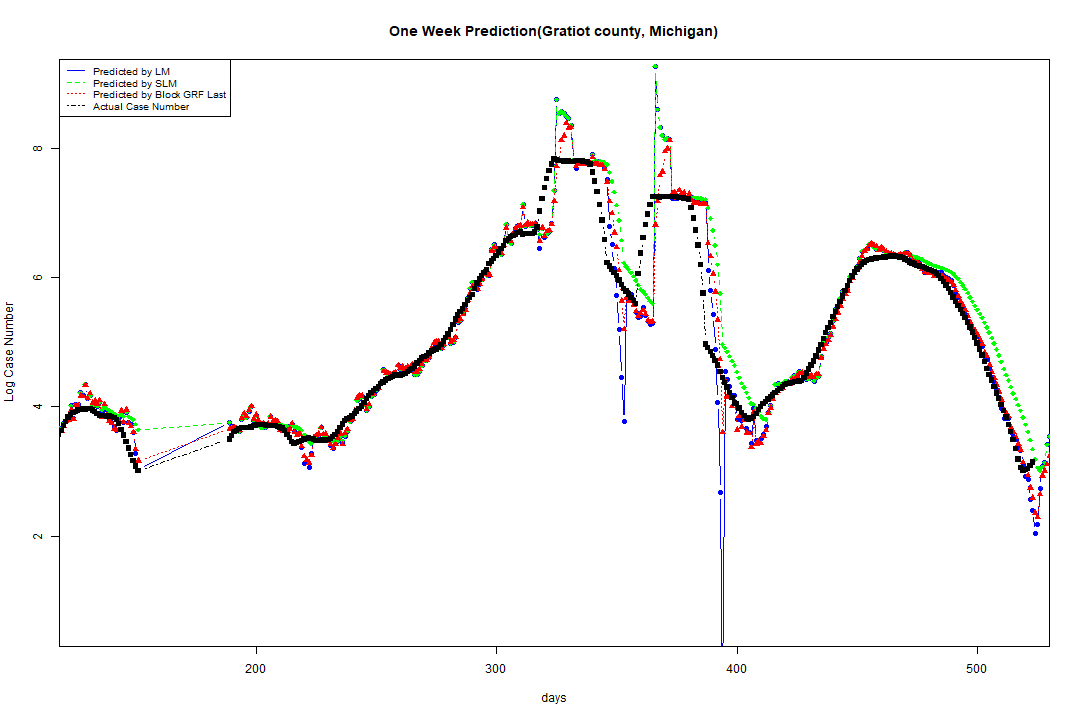 One Week Prediction(Gratiot county, Michigan)
Predicted by LM
Predicted by SLM
Predicted by Block GRF Last
Actual Case Number
8
6
4
2
Log Case Number
200 300 400 500
days